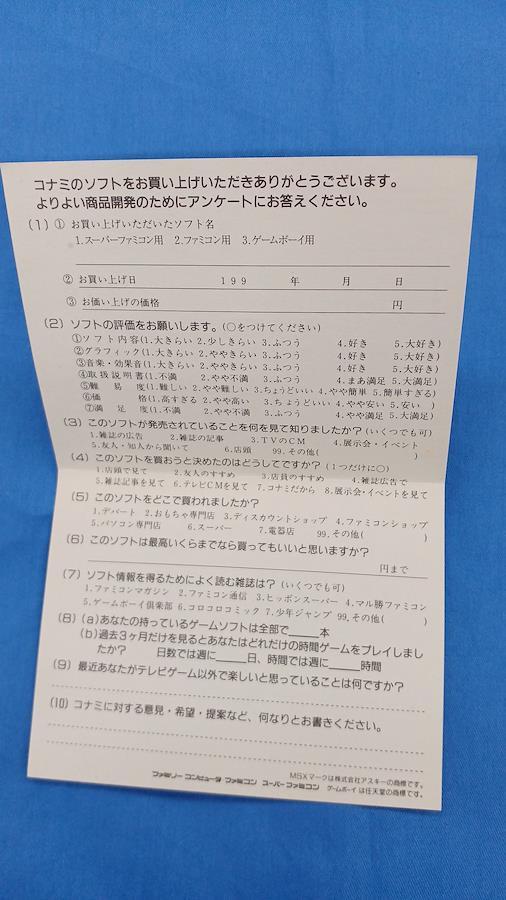 コナミのソフトをお買い上げいただきありがとうございます。
よりよい商品開発のためにアンケートにお答えください。
(1) ① お買い上げいただいたソフト名
1.スーパーファミコン用 2.ファミコン用 3.ゲームボーイ用
② お買い上げ日 199 年 月 日
③ お価い上げの価格 円
(2) ソフトの評価をお願いします。(○をつけてください)
①ソフト内容(1.大きらい 2.少しきらい 3.ふつう 4.好き 5.大好き)
②グラフィック(1.大きらい 2.ややきらい 3.ふつう 4.好き 5.大好き)
③音楽・効果音(1.大きらい 2.ややきらい 3.ふつう 4.好き 5.大好き)
④取扱説明書(1.不満 2.やや不満 3.ふつう 4.まあ満足 5.大満足)
⑤難易度(1.難しい 2.やや難しい 3.ちょうどいい 4.やや簡単 5.簡単すぎる)
⑥価格(1.高すぎる 2.やや高い 3.ちょうどいい 4.やや安い 5.安い)
⑦満足度(1.不満 2.やや不満 3.ふつう 4.やや満足 5.大満足)
(3) このソフトが発売されていることを何を見て知りましたか?(いくつでも可)
1.雑誌の広告 2.雑誌の記事 3.TVのCM 4.展示会・イベント
5.友人・知人から聞いて 6.店頭 99.その他( )
(4) このソフトを買おうと決めたのはどうしてですか?(1つだけに○)
1.店頭で見て 2.友人のすすめ 3.店員のすすめ 4.雑誌広告で
5.雑誌記事を見て 6.テレビCMを見て 7.コナミだから 8.展示会・イベントを見て
(5) このソフトをどこで買われましたか?
1.デパート 2.おもちゃ専門店 3.ディスカウントショップ 4.ファミコンショップ
5.パソコン専門店 6.スーパー 7.電器店 99.その他( )
(6) このソフトは最高いくらまでなら買ってもいいと思いますか?
円まで
(7) ソフト情報を得るためによく読む雑誌は?(いくつでも可)
1.ファミコンマガジン 2.ファミコン通信 3.ヒッポンスーパー 4.マル勝ファミコン
5.ゲームボーイ倶楽部 6.コロコロコミック 7.少年ジャンプ 99.その他( )
(8) (a)あなたの持っているゲームソフトは全部で____本
(b)過去3ヶ月だけを見るとあなたはどれだけの時間ゲームをプレイしまし
たか? 日数では週に____日、時間では週に____時間
(9) 最近あなたがテレビゲーム以外で楽しいと思っていることは何ですか?
(10) コナミに対する意見・希望・提案など、何なりとお書きください。
MSXマークは株式会社アスキーの商標です。
ファミリーコンピュータ ファミコン スーパーファミコン ゲームボーイは任天堂の商標です。